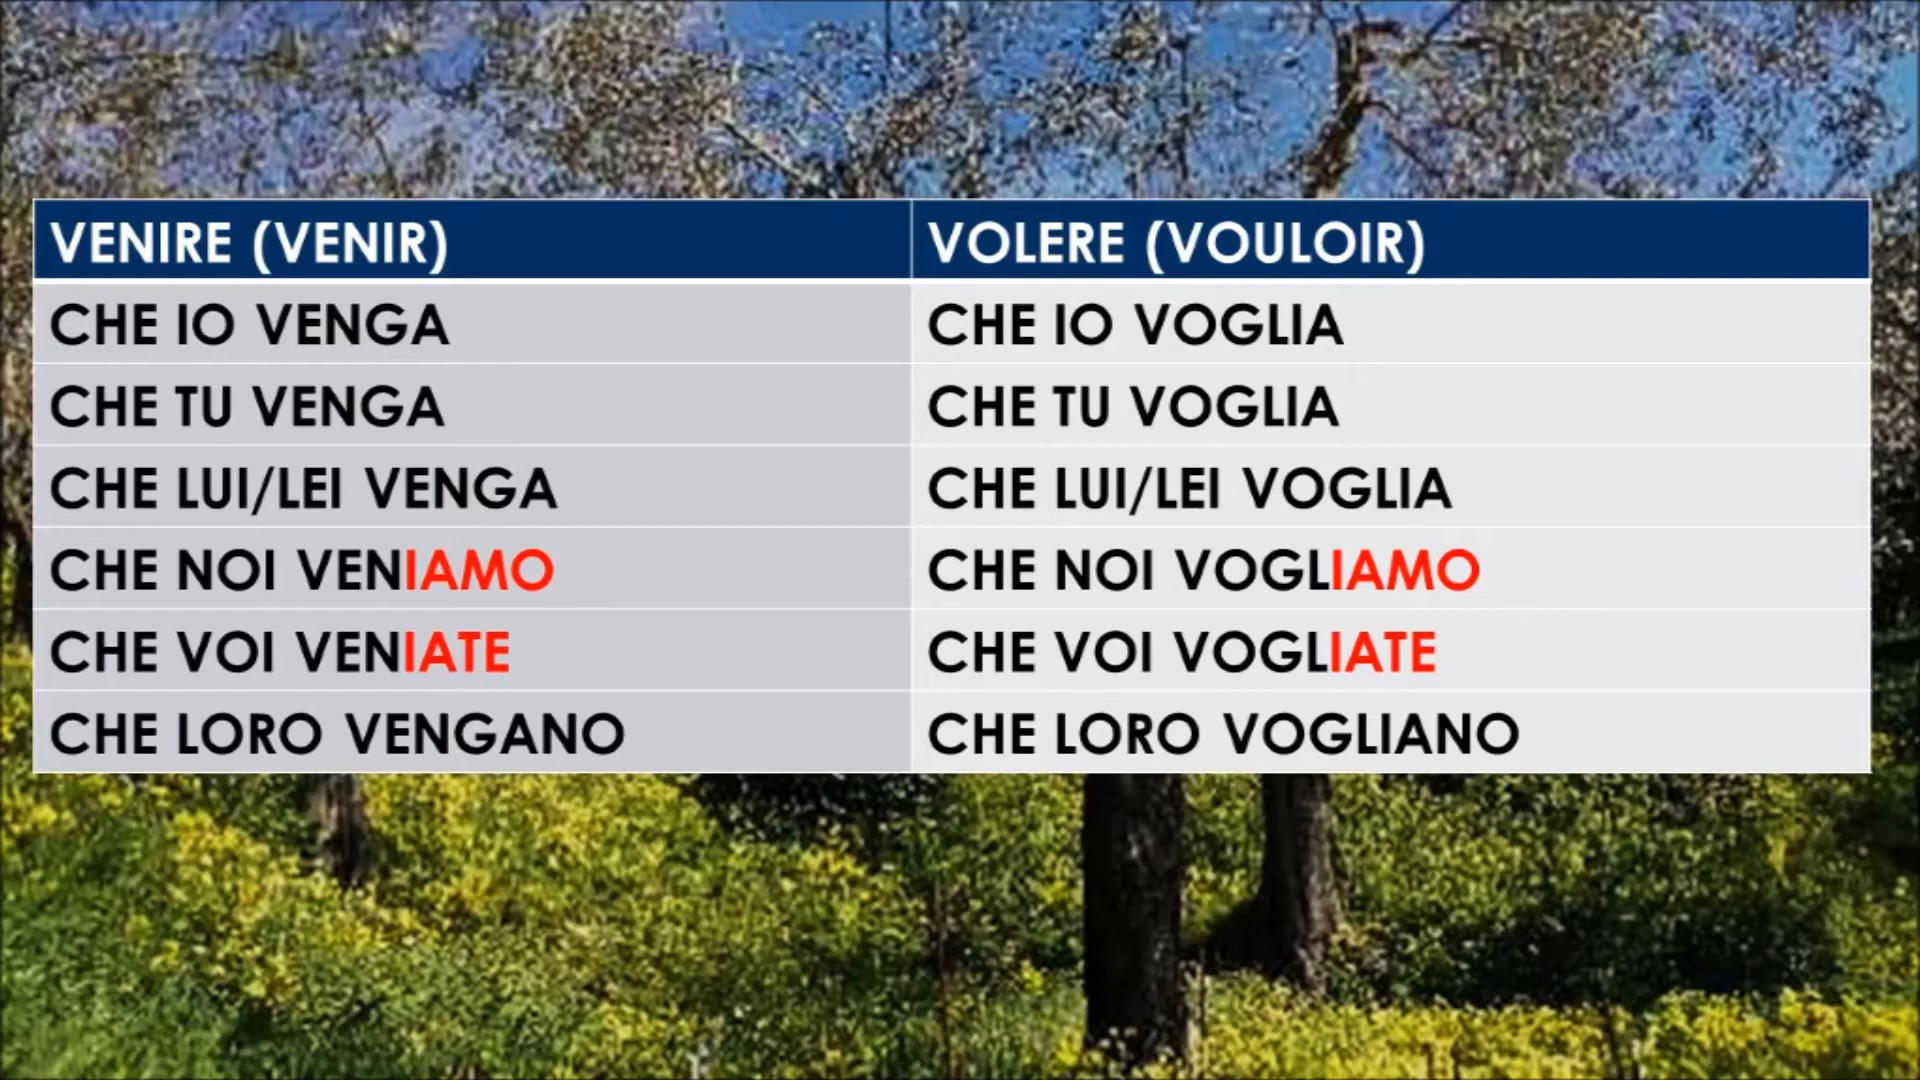 VENIRE (VENIR) VOLERE (VOULOIR)
CHE IO VENGA CHE IO VOGLIA
CHE TU VENGA CHE TU VOGLIA
CHE LUI/LEI VENGA CHE LUI/LEI VOGLIA
CHE NOI VENIAMO CHE NOI VOGLIAMO
CHE VOI VENIATE CHE VOI VOGLIATE
CHE LORO VENGANO CHE LORO VOGLIANO